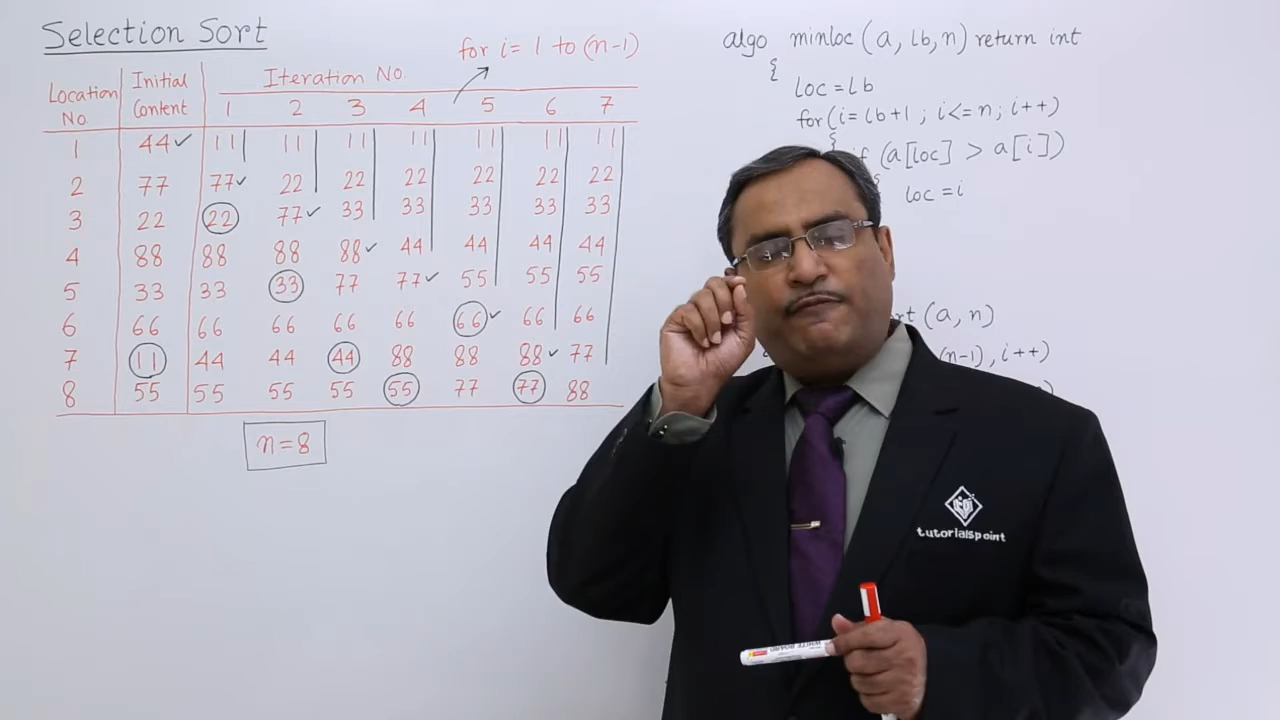 Selection Sort
for i = 1 to (n-1)
Location No. Initial Content Iteration No.
1 2 3 4 5 6 7
1 44✓ 11 11 11 11 11 11 11
2 77 77✓ 22 22 22 22 22 22
3 22 22 77✓ 33 33 33 33 33
4 88 88 88 88✓ 44 44 44 44
5 33 33 33 77 77✓ 55 55 55
6 66 66 66 66 66 66✓ 66 66
7 11 44 44 44 88 88 88✓ 77
8 55 55 55 55 55 77 77 88
n=8
algo minloc (a, lb, n) return int
{
loc = lb
for (i = lb+1 ; i<=n; i++)
{
if (a[loc] > a[i])
{
loc = i
(a, n)
(n-1), i++)
tutorialspoint
WHITE BOARD